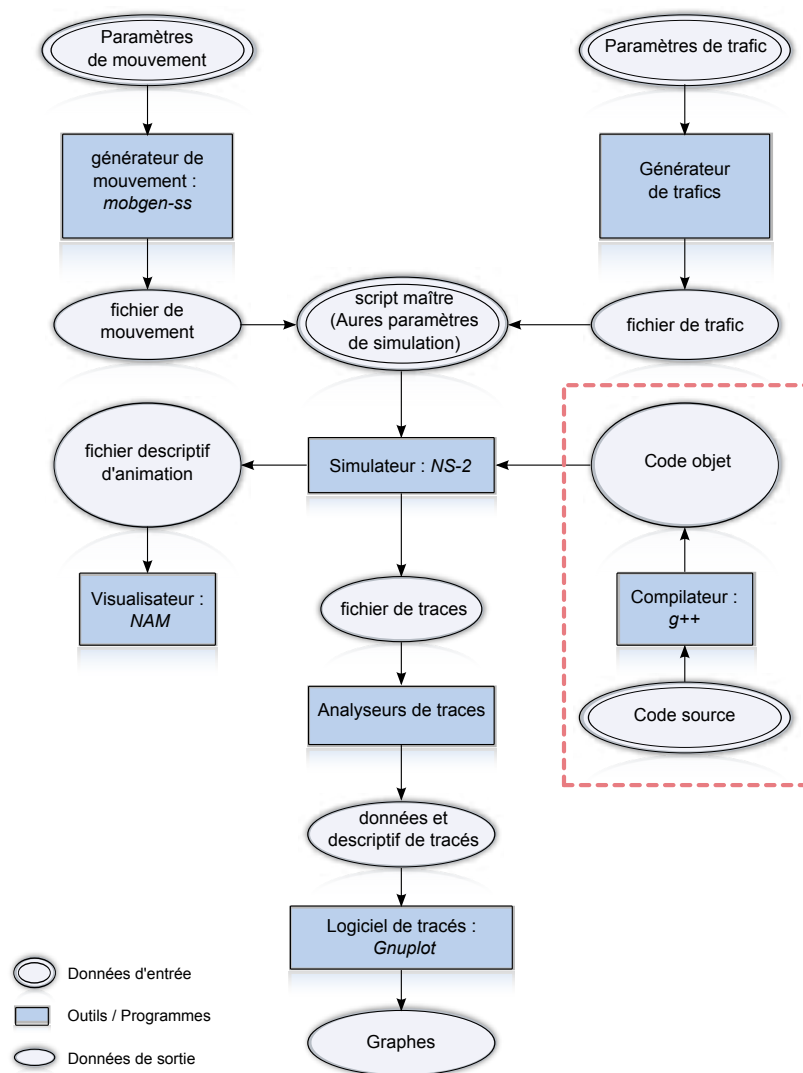 Paramètres
de mouvement
Paramètres de trafic
générateur de
mouvement :
mobgen-ss
Générateur
de trafics
fichier de
mouvement
script maître
(Aures paramètres
de simulation)
fichier de trafic
fichier descriptif
d'animation
Simulateur : NS-2
Code objet
Visualisateur :
NAM
fichier de traces
Compilateur :
g++
Analyseurs de traces
Code source
données et
descriptif de tracés
Logiciel de tracés :
Gnuplot
Graphes
Données d'entrée
Outils / Programmes
Données de sortie